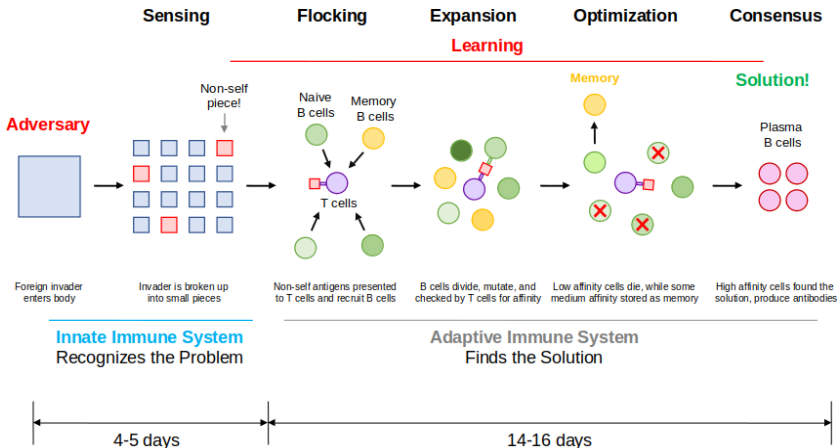 Sensing
Flocking
Expansion
Optimization
Consensus
Learning
Adversary
Non-self
piece!
Naive
B cells
Memory
B cells
T cells
Memory
Solution!
Plasma
B cells
Foreign invader
enters body
Invader is broken up
into small pieces
Non-self antigens presented
to T cells and recruit B cells
B cells divide, mutate, and
checked by T cells for affinity
Low affinity cells die, while some
medium affinity stored as memory
High affinity cells found the
solution, produce antibodies
Innate Immune System
Recognizes the Problem
Adaptive Immune System
Finds the Solution
4-5 days
14-16 days